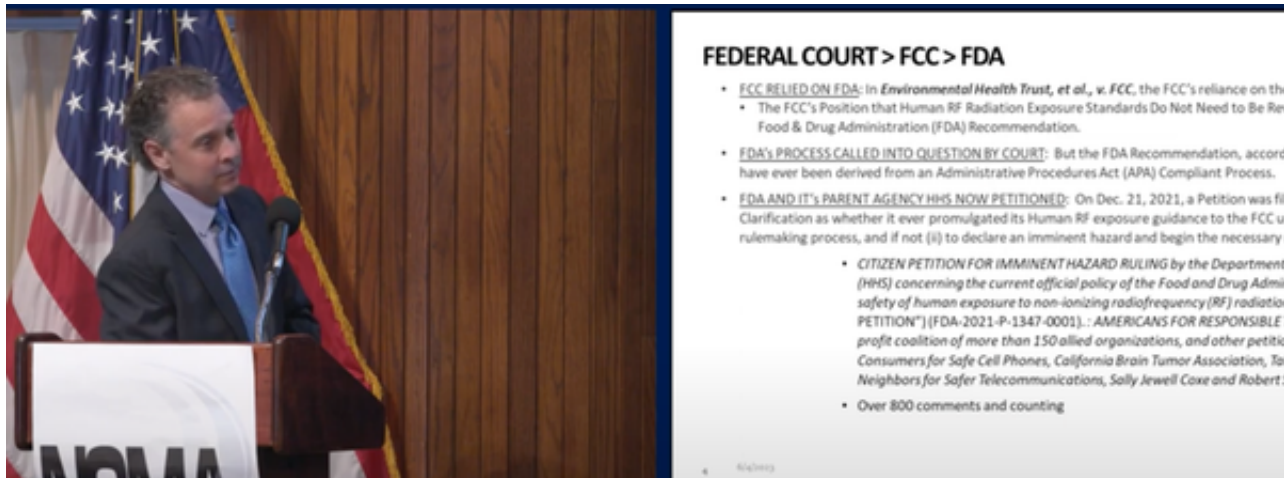 FEDERAL COURT > FCC > FDA
• FCC RELIED ON FDA: In Environmental Health Trust, et al., v. FCC, the FCC's reliance on the
• The FCC's Position that Human RF Radiation Exposure Standards Do Not Need to Be Re
Food & Drug Administration (FDA) Recommendation.
• FDA's PROCESS CALLED INTO QUESTION BY COURT: But the FDA Recommendation, accord
have ever been derived from an Administrative Procedures Act (APA) Compliant Process.
• FDA AND IT's PARENT AGENCY HHS NOW PETITIONED: On Dec. 21, 2021, a Petition was fi
Clarification as whether it ever promulgated its Human RF exposure guidance to the FCC u
rulemaking process, and if not (ii) to declare an imminent hazard and begin the necessary
• CITIZEN PETITION FOR IMMINENT HAZARD RULING by the Department
(HHS) concerning the current official policy of the Food and Drug Admi
safety of human exposure to non-ionizing radiofrequency (RF) radiatio
PETITION") (FDA-2021-P-1347-0001).: AMERICANS FOR RESPONSIBLE
profit coalition of more than 150 allied organizations, and other petitio
Consumers for Safe Cell Phones, California Brain Tumor Association, Ta
Neighbors for Safer Telecommunications, Sally Jewell Coxe and Robert
• Over 800 comments and counting
6/4/2023